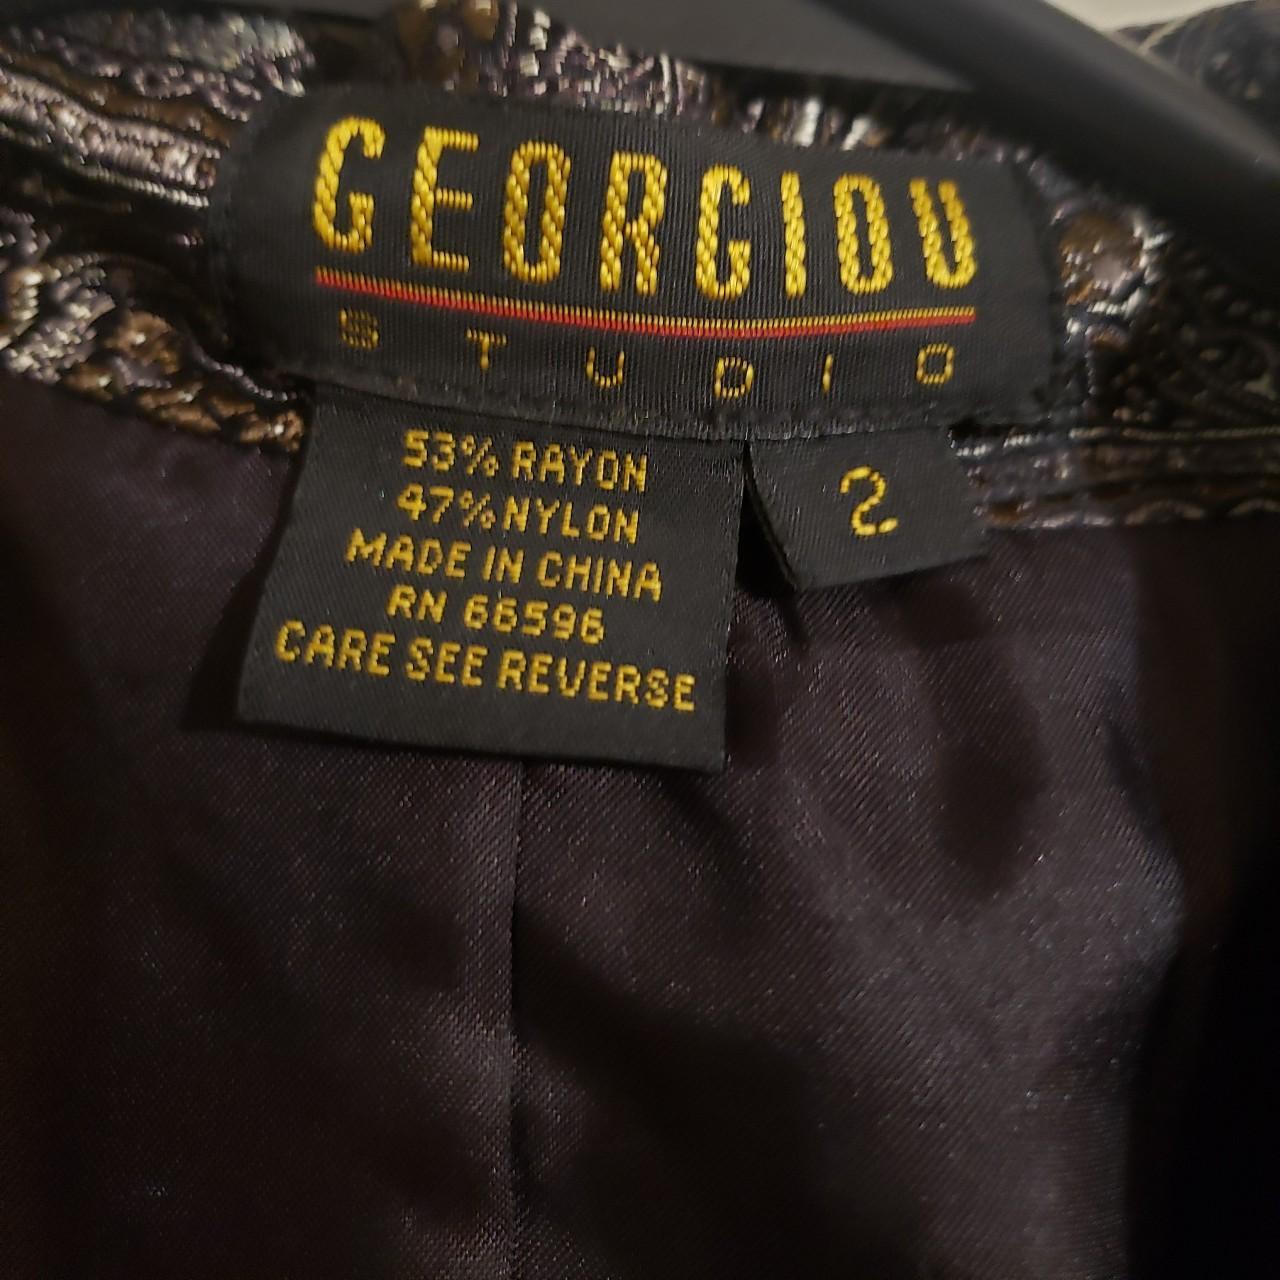 GEORGIOU
STUDIO
53% RAYON
47% NYLON
MADE IN CHINA
RN 66596
CARE SEE REVERSE
2